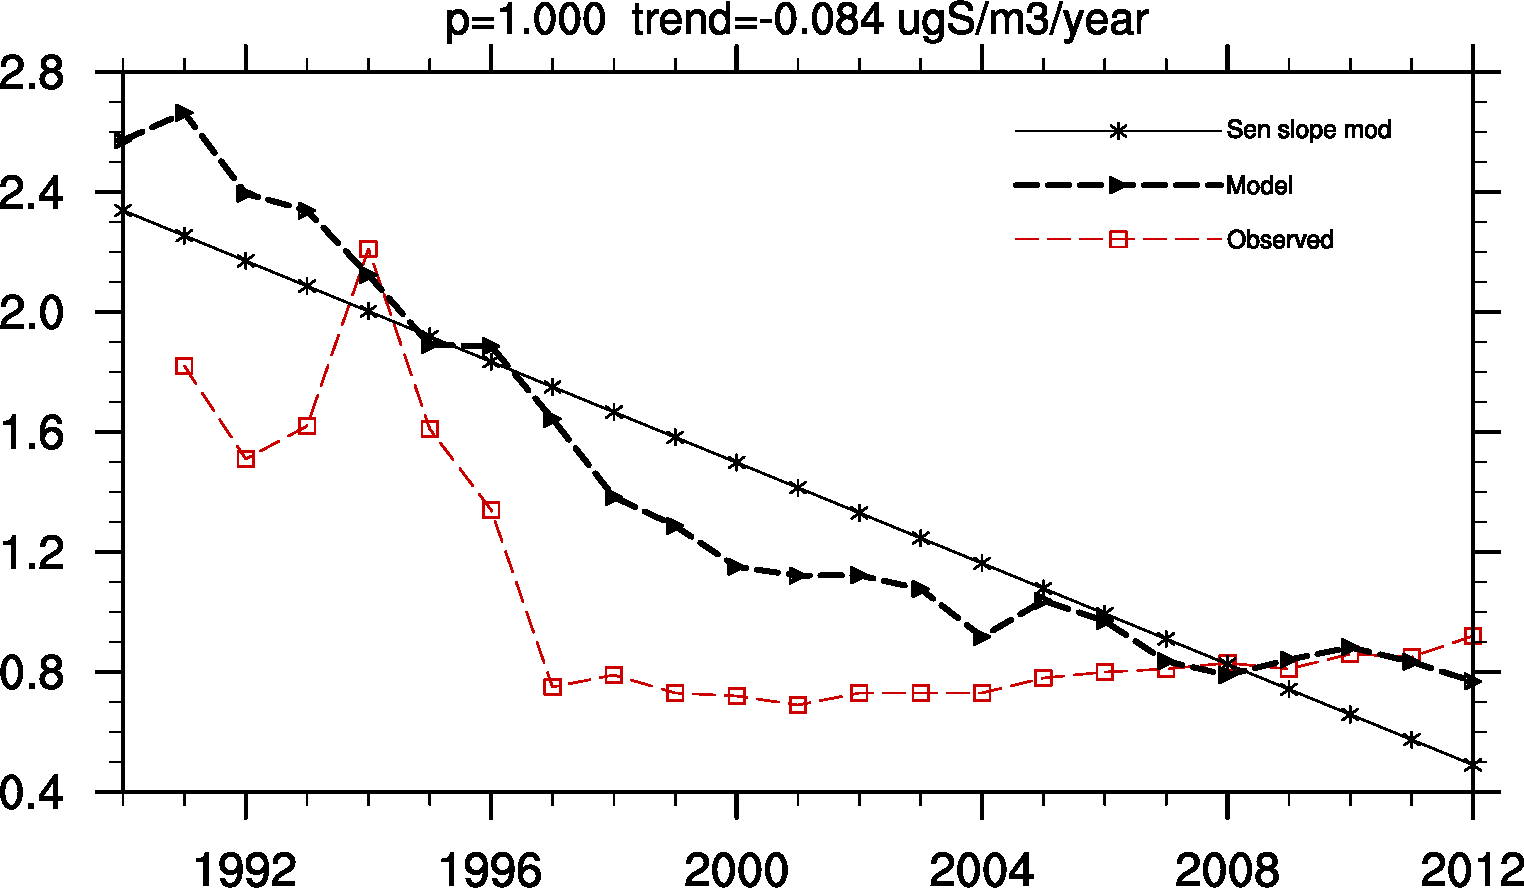 p=1.000 trend=-0.084 ugS/m3/year
2.8
2.4
2.0
1.6
1.2
0.8
0.4
Sen slope mod
Model
Observed
1992 1996 2000 2004 2008 2012